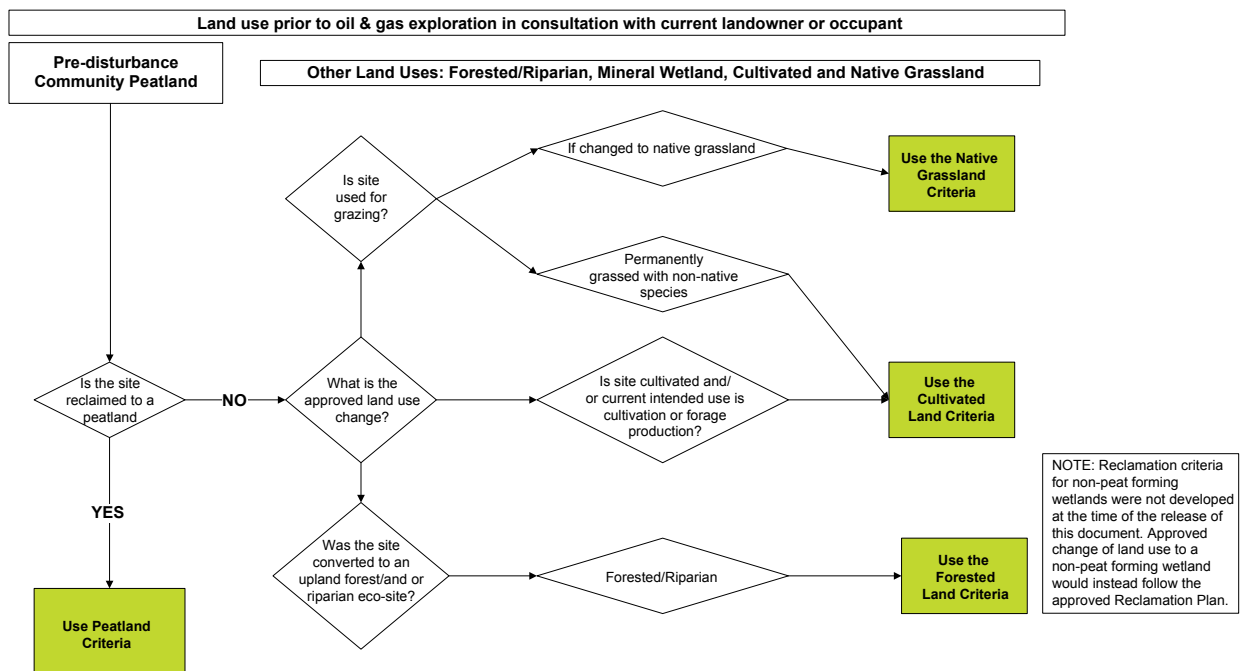 Land use prior to oil & gas exploration in consultation with current landowner or occupant
Pre-disturbance
Community Peatland
Other Land Uses: Forested/Riparian, Mineral Wetland, Cultivated and Native Grassland
If changed to native grassland
Use the Native
Grassland
Criteria
Is site
used for
grazing?
Permanently
grassed with non-native
species
Is the site
reclaimed to a
peatland
NO
What is the
approved land use
change?
Is site cultivated and/
or current intended use is
cultivation or forage
production?
Use the
Cultivated
Land Criteria
NOTE: Reclamation criteria
for non-peat forming
wetlands were not developed
at the time of the release of
this document. Approved
change of land use to a
non-peat forming wetland
would instead follow the
approved Reclamation Plan.
YES
Was the site
converted to an
upland forest/and or
riparian eco-site?
Forested/Riparian
Use the
Forested
Land Criteria
Use Peatland
Criteria